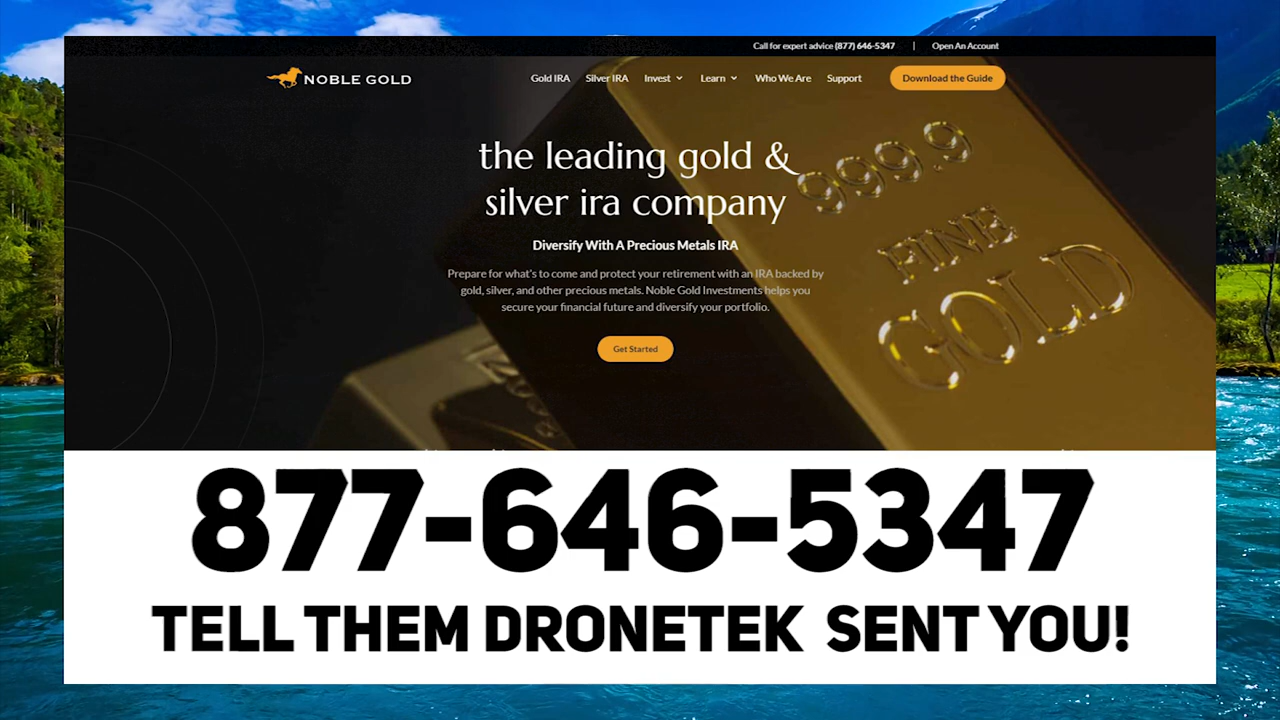 Call for expert advice (877) 646-5347 | Open An Account
NOBLE GOLD Gold IRA Silver IRA Invest Learn Who We Are Support Download the Guide
the leading gold &
silver ira company
Diversify With A Precious Metals IRA
Prepare for what's to come and protect your retirement with an IRA backed by
gold, silver, and other precious metals. Noble Gold Investments helps you
secure your financial future and diversify your portfolio.
Get Started
999.9
FINE
GOLD
877-646-5347
TELL THEM DRONETEK SENT YOU!